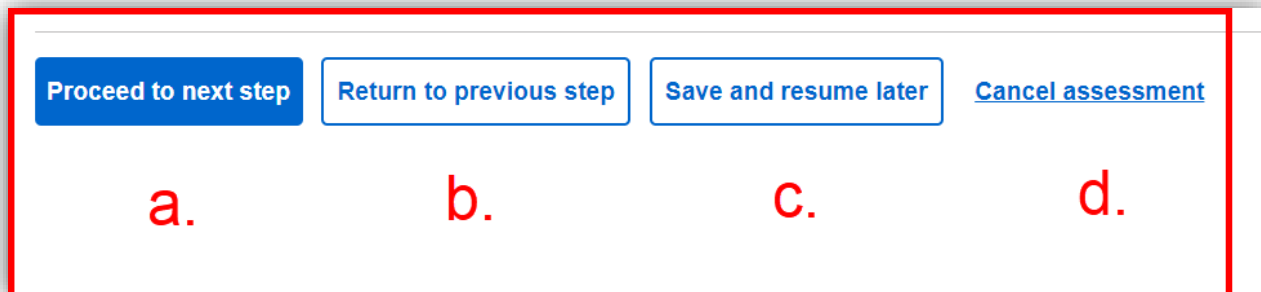 Proceed to next step Return to previous step Save and resume later Cancel assessment
a. b. c. d.